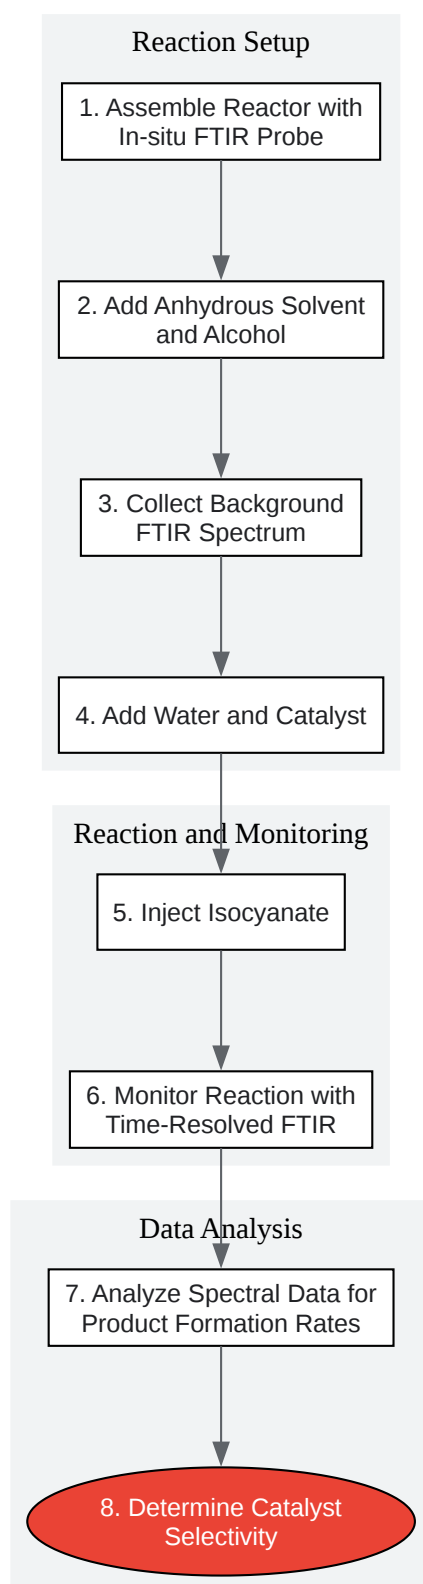 Reaction Setup
1. Assemble Reactor with
In-situ FTIR Probe
2. Add Anhydrous Solvent
and Alcohol
3. Collect Background
FTIR Spectrum
4. Add Water and Catalyst
Reaction and Monitoring
5. Inject Isocyanate
6. Monitor Reaction with
Time-Resolved FTIR
Data Analysis
7. Analyze Spectral Data for
Product Formation Rates
8. Determine Catalyst
Selectivity